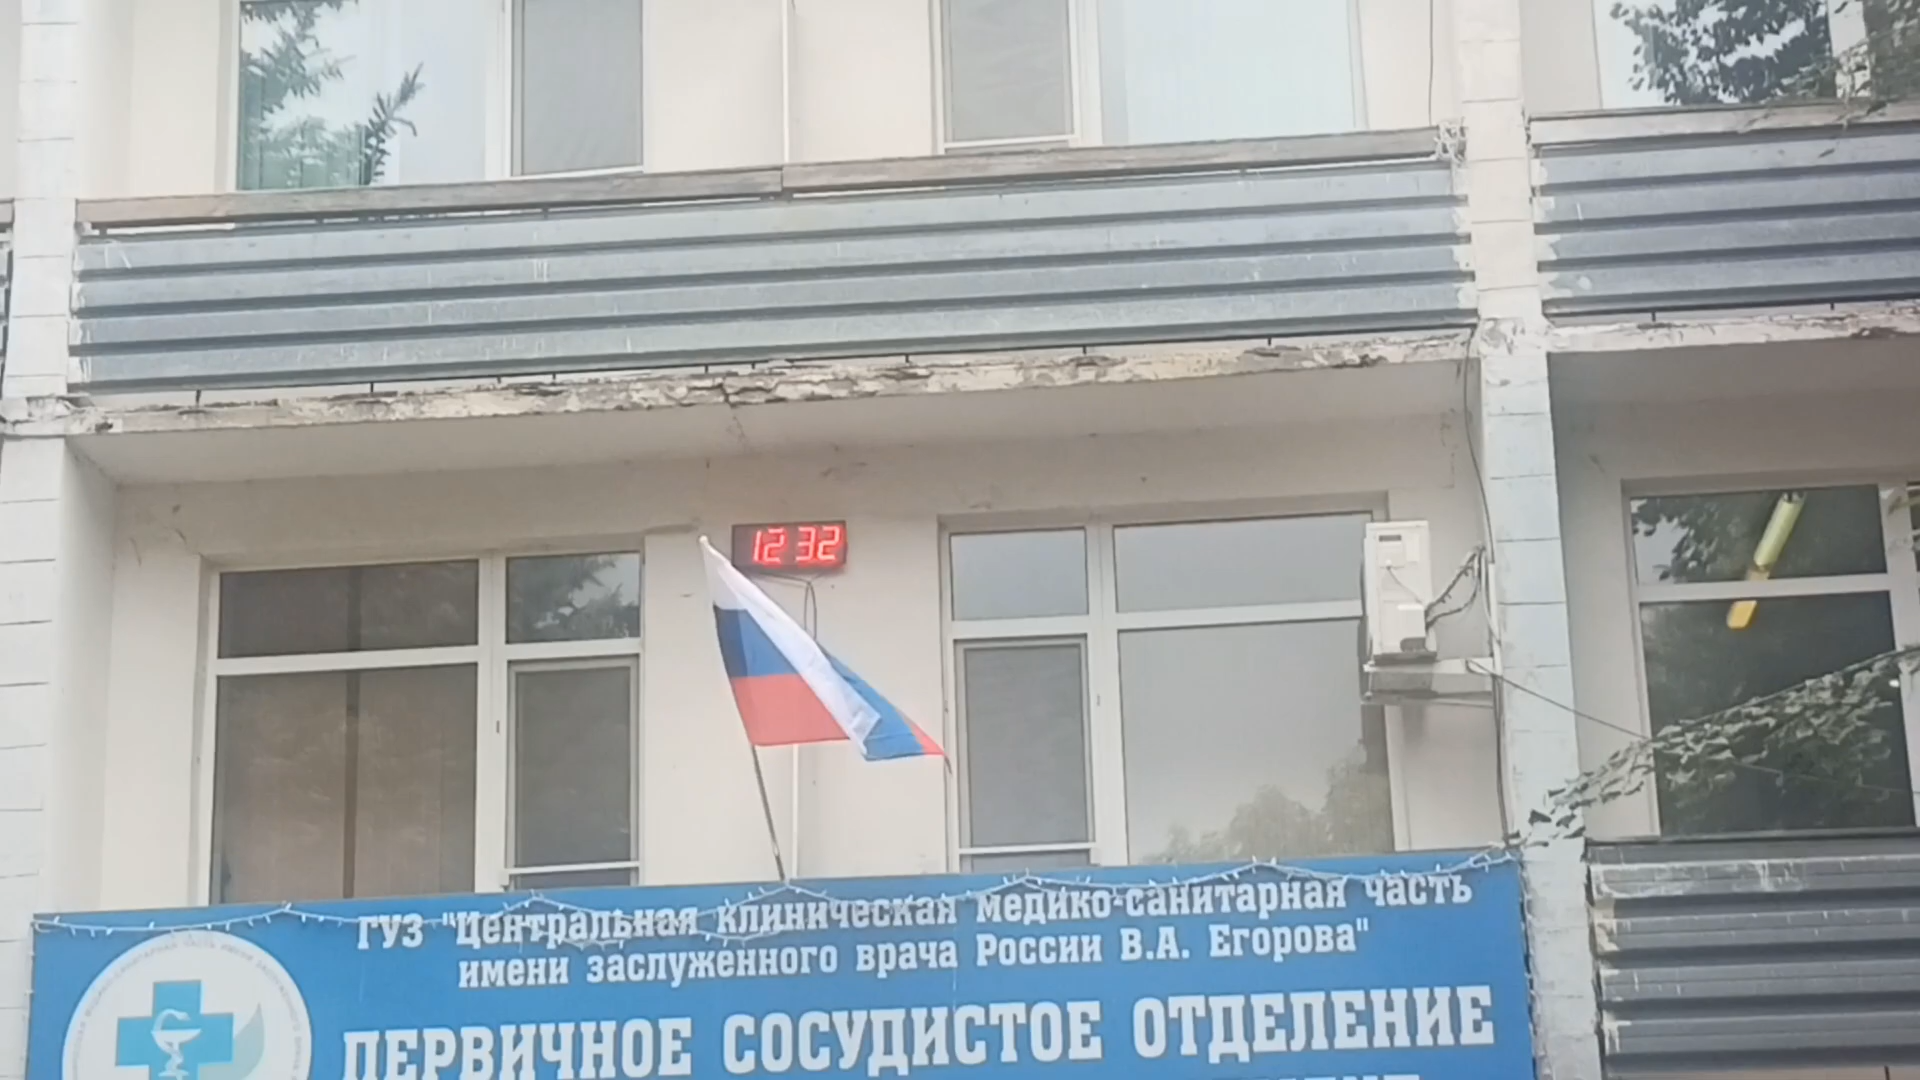 12 32
ГУЗ "Центральная клиническая медико-санитарная часть
имени заслуженного врача России В.А. Егорова"
ПЕРВИЧНОЕ СОСУДИСТОЕ ОТДЕЛЕНИЕ